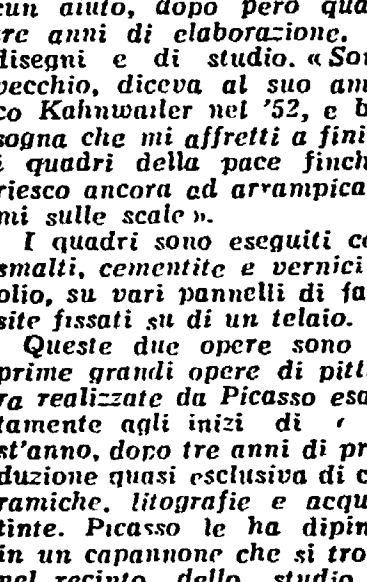 cun aiuto, dopo però qua
tre anni di elaborazione.
disegni e di studio. «Son
vecchio, diceva al suo am
co Kahnwailer nel '52, e b
sogna che mi affretti a fini
i quadri della pace finch
riesco ancora ad arrampica
mi sulle scale».
I quadri sono eseguiti co
smalti, cementite e vernici
olio, su vari pannelli di fa
site fissati su di un telaio.
Queste due opere sono
prime grandi opere di pitt
ra realizzate da Picasso esa
tamente agli inizi di
st'anno, dopo tre anni di pr
duzione quasi esclusiva di c
ramiche, litografie e acqu
tinte. Picasso le ha dipin
in un capannone che si tro
nel recinto dello studio